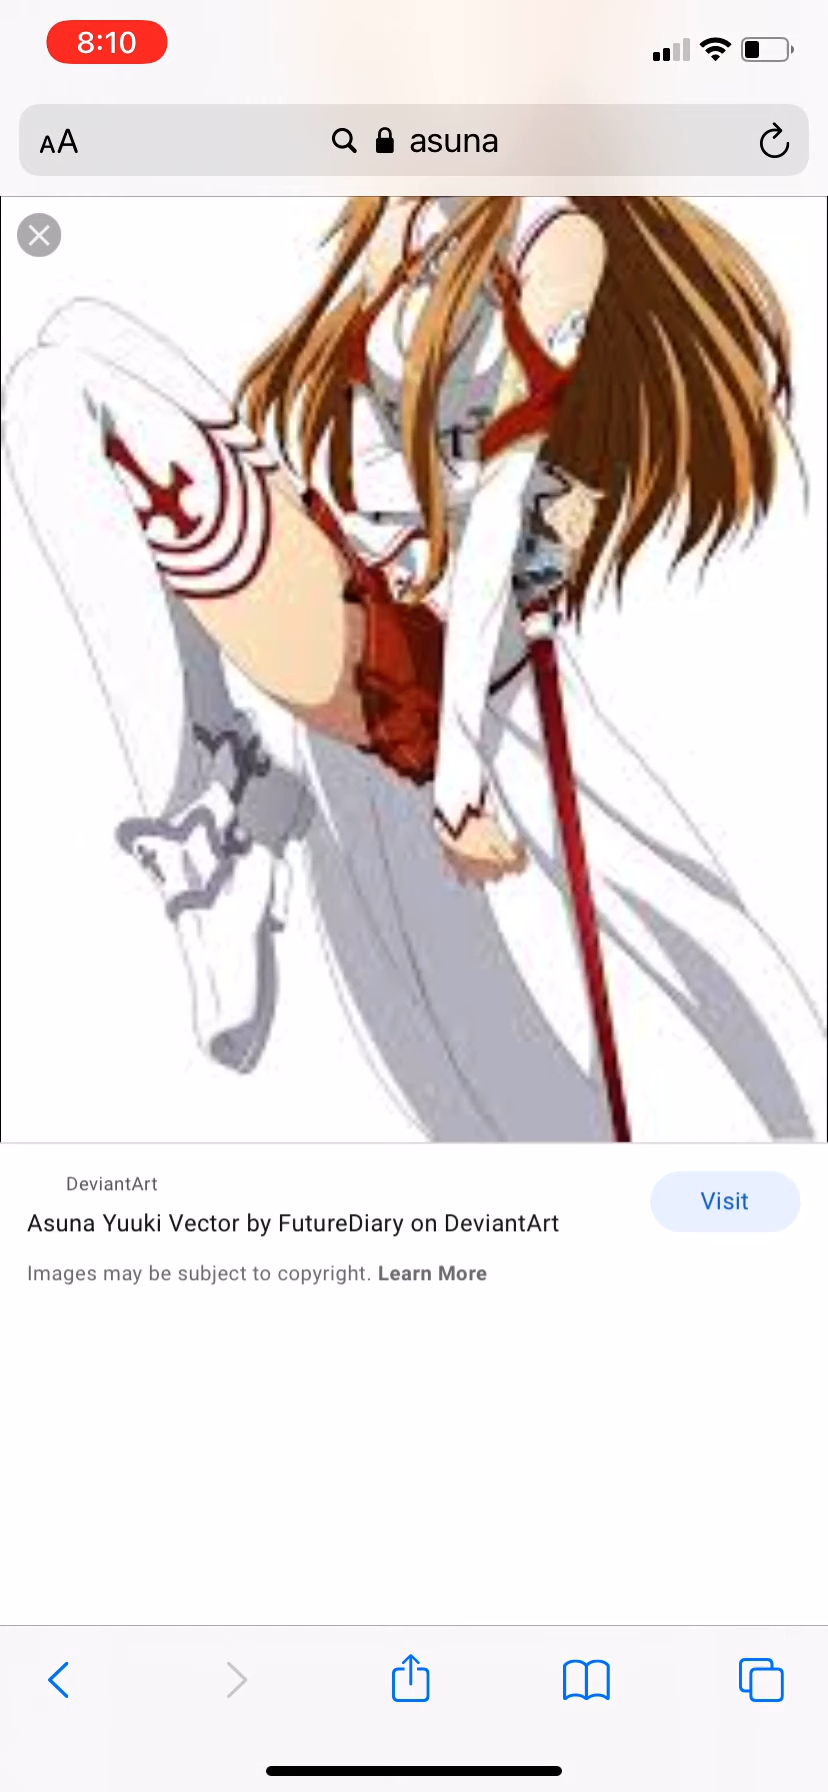 8:10
AA asuna
DeviantArt
Visit
Asuna Yuuki Vector by FutureDiary on DeviantArt
Images may be subject to copyright. Learn More